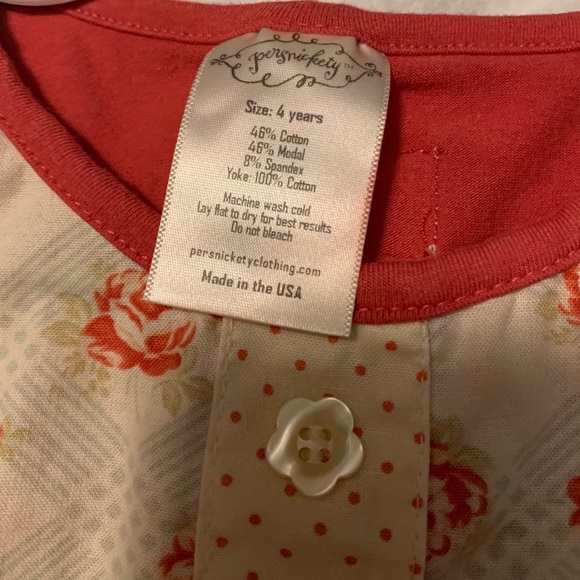 persnickety™
Size: 4 years
46% Cotton
46% Modal
8% Spandex
Yoke: 100% Cotton
Machine wash cold
Lay flat to dry for best results
Do not bleach
persnicketyclothing.com
Made in the USA